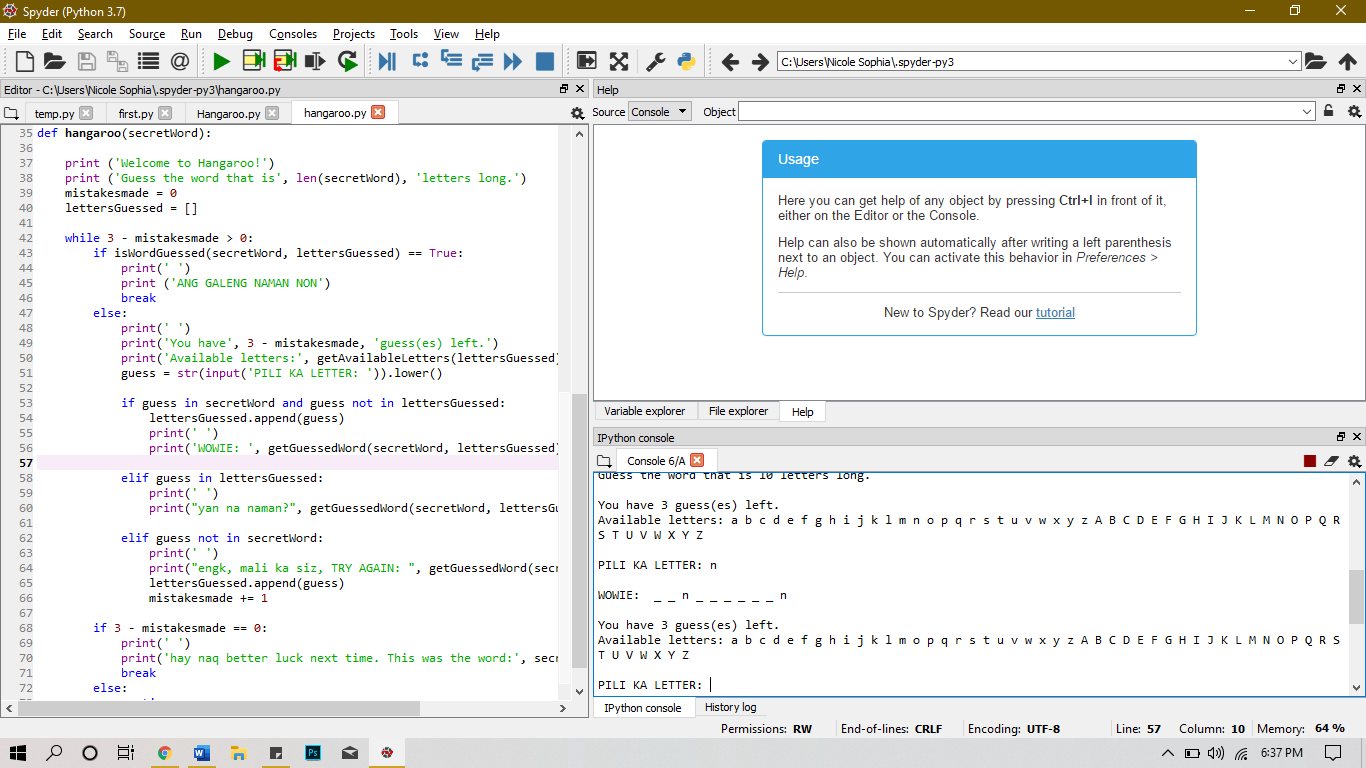 Spyder (Python 3.7)
File Edit Search Source Run Debug Consoles Projects Tools View Help
C:\Users\Nicole Sophia\.spyder-py3
Editor - C:\Users\Nicole Sophia\.spyder-py3\hangaroo.py
temp.py first.py Hangaroo.py hangaroo.py
35 def hangaroo(secretWord):
36
37 print ('Welcome to Hangaroo!')
38 print ('Guess the word that is', len(secretWord), 'letters long.')
39 mistakesmade = 0
40 lettersGuessed = []
41
42 while 3 - mistakesmade > 0:
43 if isWordGuessed(secretWord, lettersGuessed) == True:
44 print(' ')
45 print ('ANG GALENG NAMAN NON')
46 break
47 else:
48 print(' ')
49 print('You have', 3 - mistakesmade, 'guess(es) left.')
50 print('Available letters:', getAvailableLetters(lettersGuessed)
51 guess = str(input('PILI KA LETTER: ')).lower()
52
53 if guess in secretWord and guess not in lettersGuessed:
54 lettersGuessed.append(guess)
55 print(' ')
56 print('WOWIE: ', getGuessedWord(secretWord, lettersGuessed)
57
58 elif guess in lettersGuessed:
59 print(' ')
60 print("yan na naman?", getGuessedWord(secretWord, lettersGu
61
62 elif guess not in secretWord:
63 print(' ')
64 print("engk, mali ka siz, TRY AGAIN: ", getGuessedWord(sec
65 lettersGuessed.append(guess)
66 mistakesmade += 1
67
68 if 3 - mistakesmade == 0:
69 print(' ')
70 print('hay naq better luck next time. This was the word:', secr
71 break
72 else:
Help
Source Console Object
Usage
Here you can get help of any object by pressing Ctrl+I in front of it,
either on the Editor or the Console.
Help can also be shown automatically after writing a left parenthesis
next to an object. You can activate this behavior in Preferences >
Help.
New to Spyder? Read our tutorial
Variable explorer File explorer Help
IPython console
Console 6/A
Guess the word that is 10 letters long.
You have 3 guess(es) left.
Available letters: a b c d e f g h i j k l m n o p q r s t u v w x y z A B C D E F G H I J K L M N O P Q R
S T U V W X Y Z
PILI KA LETTER: n
WOWIE:  _ _ n _ _ _ _ _ _ n
You have 3 guess(es) left.
Available letters: a b c d e f g h i j k l m o p q r s t u v w x y z A B C D E F G H I J K L M N O P Q R S
T U V W X Y Z
PILI KA LETTER:
IPython console History log
Permissions: RW End-of-lines: CRLF Encoding: UTF-8 Line: 57 Column: 10 Memory: 64 %
6:37 PM